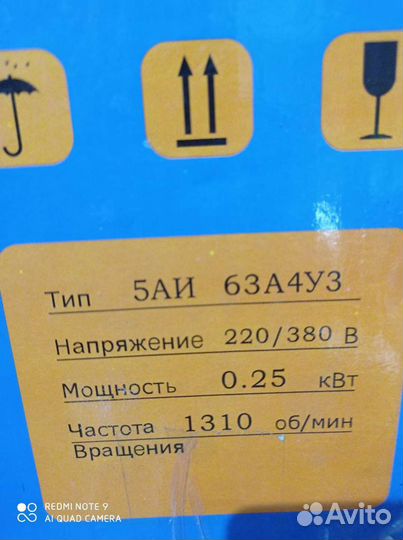 Тип 5АИ 63А4У3
Напряжение 220/380 В
Мощность 0.25 кВт
Частота 1310 об/мин
Вращения
REDMI NOTE 9
AI QUAD CAMERA
Avito